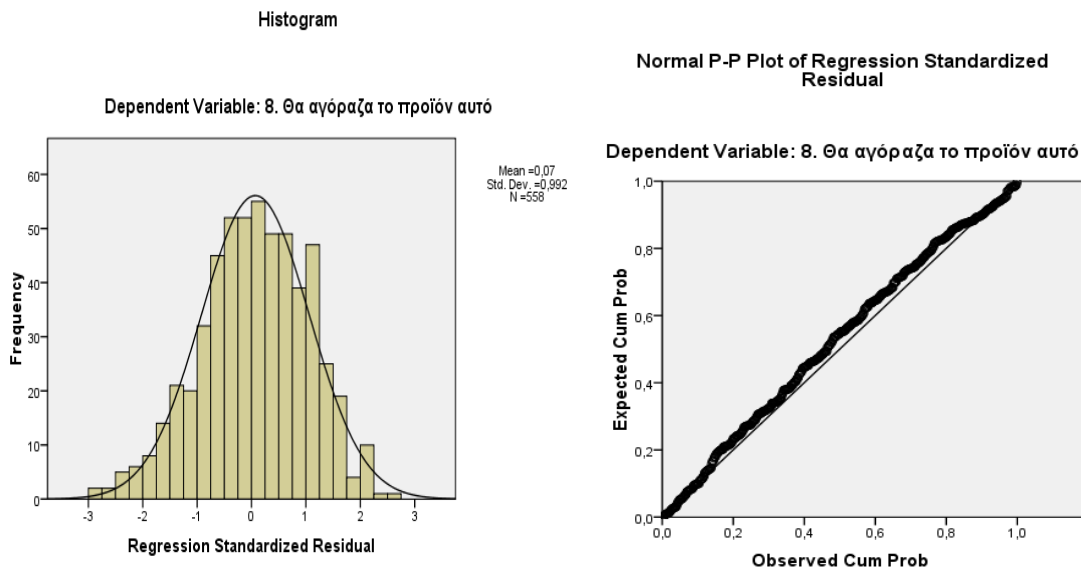 Histogram
Dependent Variable: 8. Θα αγόραζα το προϊόν αυτό
Mean =0,07
Std. Dev. =0,992
N =558
Frequency
60
50
40
30
20
10
0
-3 -2 -1 0 1 2 3
Regression Standardized Residual
Normal P-P Plot of Regression Standardized
Residual
Dependent Variable: 8. Θα αγόραζα το προϊόν αυτό
Expected Cum Prob
1,0
0,8
0,6
0,4
0,2
0,0
0,0 0,2 0,4 0,6 0,8 1,0
Observed Cum Prob